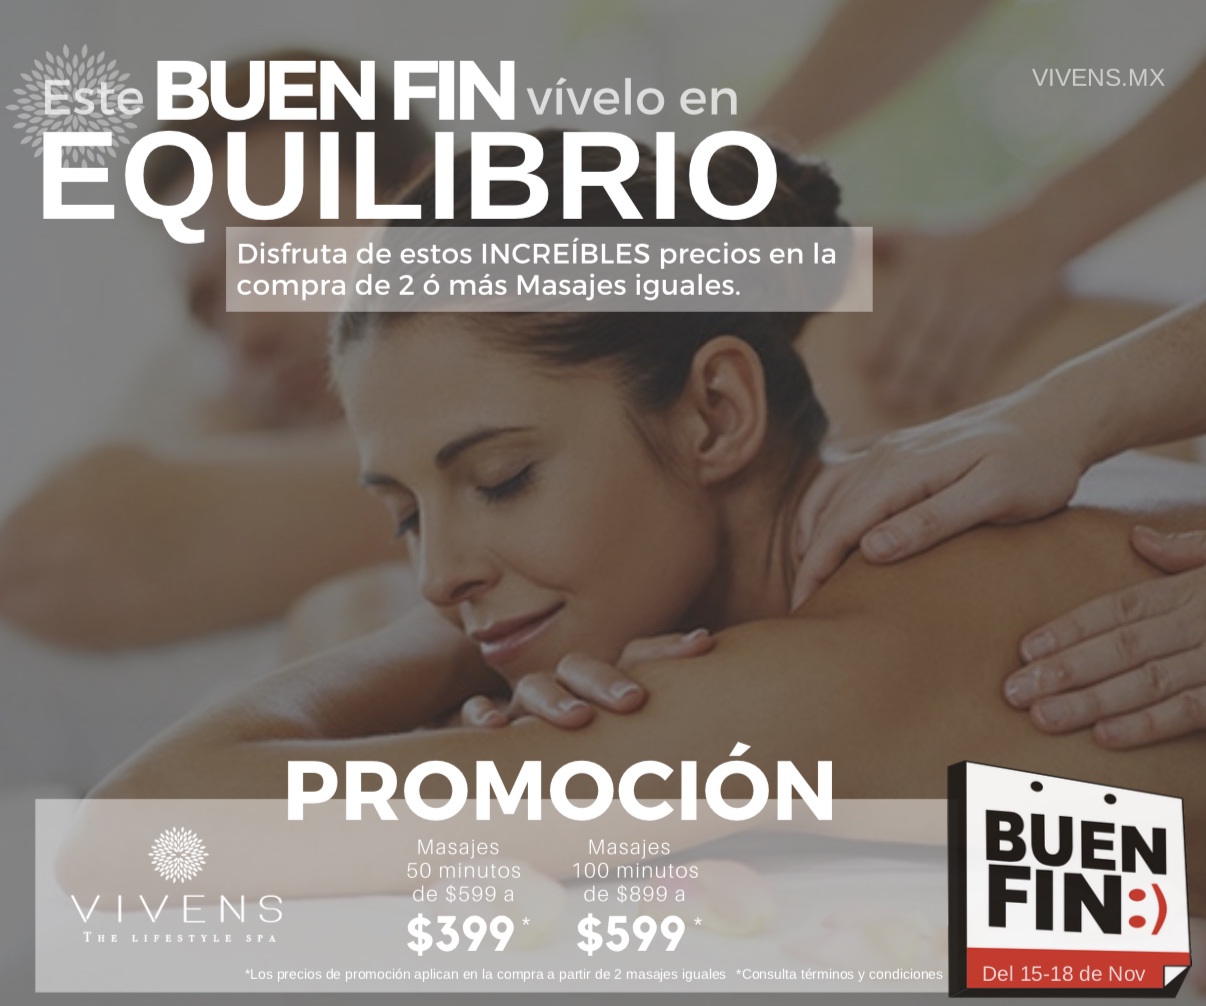 VIVENS.MX
Este BUEN FIN vívelo en
EQUILIBRIO
Disfruta de estos INCREÍBLES precios en la
compra de 2 ó más Masajes iguales.
PROMOCIÓN
VIVENS
THE LIFESTYLE SPA
Masajes
50 minutos
de $599 a
$399*
Masajes
100 minutos
de $899 a
$599*
*Los precios de promoción aplican en la compra a partir de 2 masajes iguales *Consulta términos y condiciones
BUEN
FIN:)
Del 15-18 de Nov